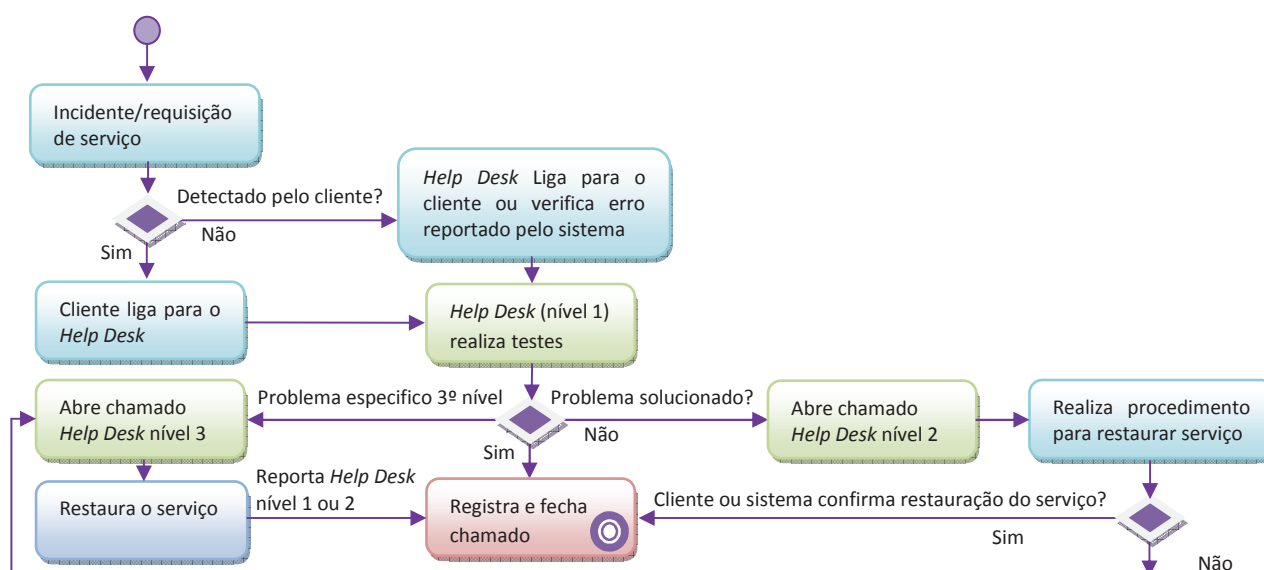 Incidente/requisição
de serviço
Detectado pelo cliente?
Não
Sim
Help Desk Liga para o
cliente ou verifica erro
reportado pelo sistema
Cliente liga para o
Help Desk
Help Desk (nível 1)
realiza testes
Problema especifico 3º nível
Problema solucionado?
Não
Sim
Abre chamado
Help Desk nível 3
Abre chamado
Help Desk nível 2
Realiza procedimento
para restaurar serviço
Restaura o serviço
Reporta Help Desk
nível 1 ou 2
Registra e fecha
chamado
Cliente ou sistema confirma restauração do serviço?
Sim
Não